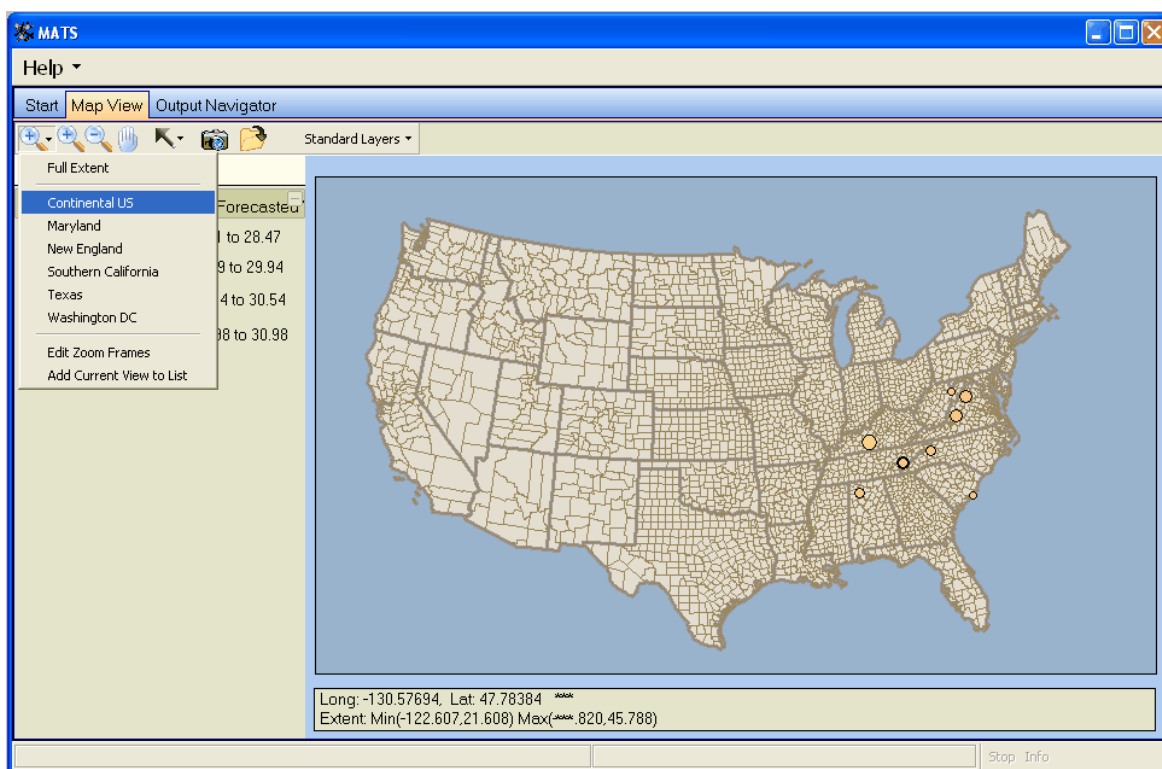 MATS
Help
Start Map View Output Navigator
Standard Layers
Full Extent
Continental US
Maryland
New England
Southern California
Texas
Washington DC
Edit Zoom Frames
Add Current View to List
Forecasted
to 28.47
9 to 29.94
4 to 30.54
98 to 30.98
Long: -130.57694, Lat: 47.78384 ***
Extent: Min(-122.607,21.608) Max(-***.820,45.788)
Stop Info